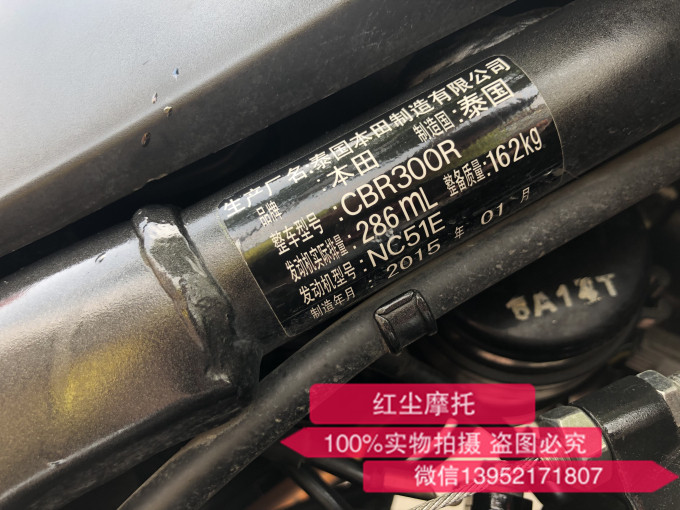 生产厂名:泰国本田制造有限公司
品牌 :本田 制造国:泰国
整车型号:CBR300R
发动机实际排量:286mL 整备质量:162kg
发动机型号:NC51E
制造年月:2015年01月
6A14T
红尘摩托
100%实物拍摄 盗图必究
微信13952171807